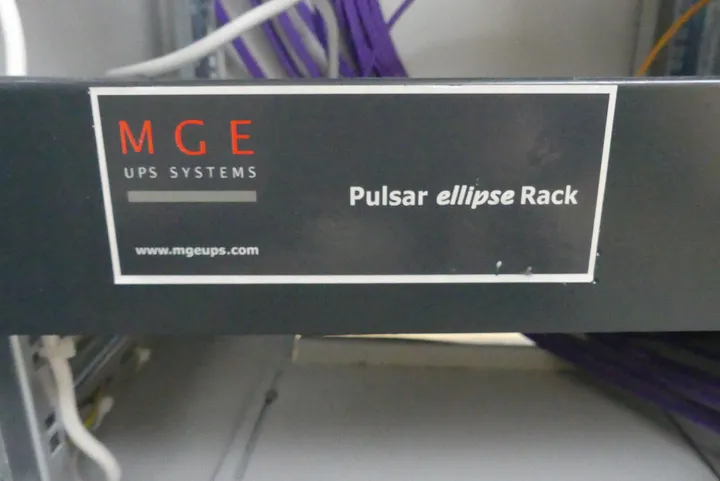 MGE
UPS SYSTEMS
Pulsar ellipse Rack
www.mgeups.com